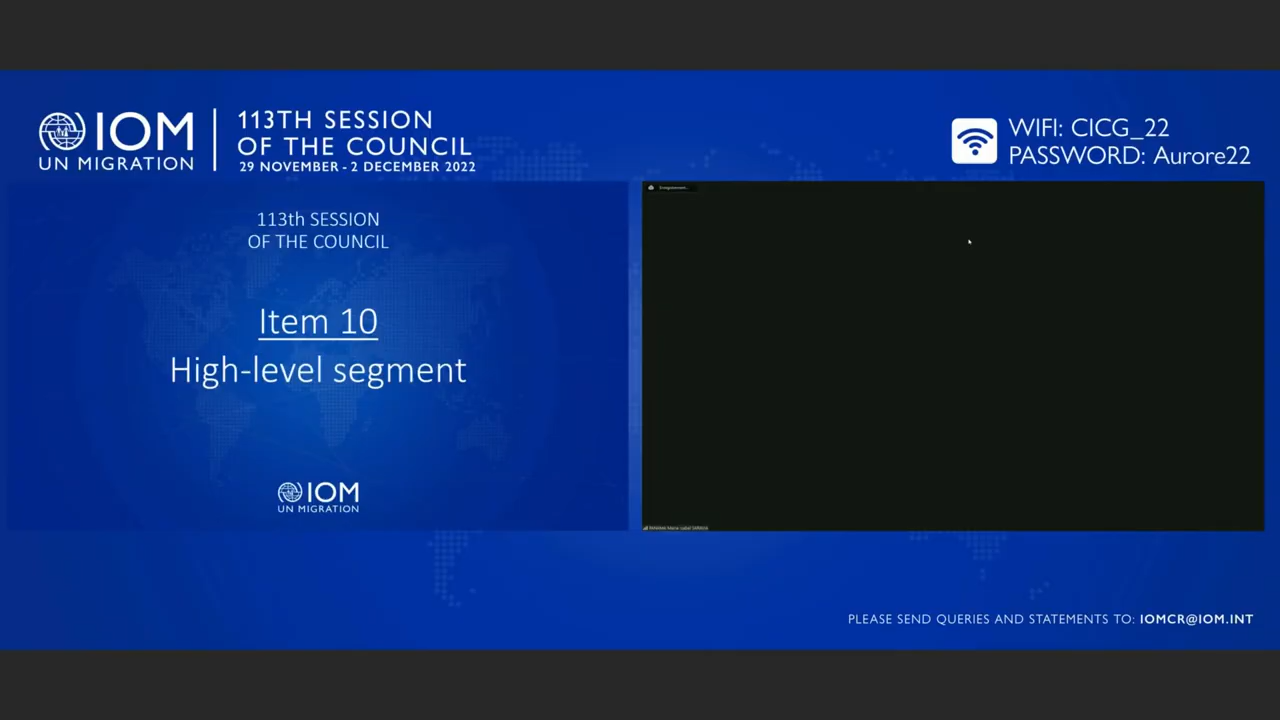 IOM
UN MIGRATION
113TH SESSION
OF THE COUNCIL
29 NOVEMBER - 2 DECEMBER 2022
WIFI: CICG_22
PASSWORD: Aurore22
113th SESSION
OF THE COUNCIL
Item 10
High-level segment
IOM
UN MIGRATION
Enregistrement...
PLEASE SEND QUERIES AND STATEMENTS TO: IOMCR@IOM.INT